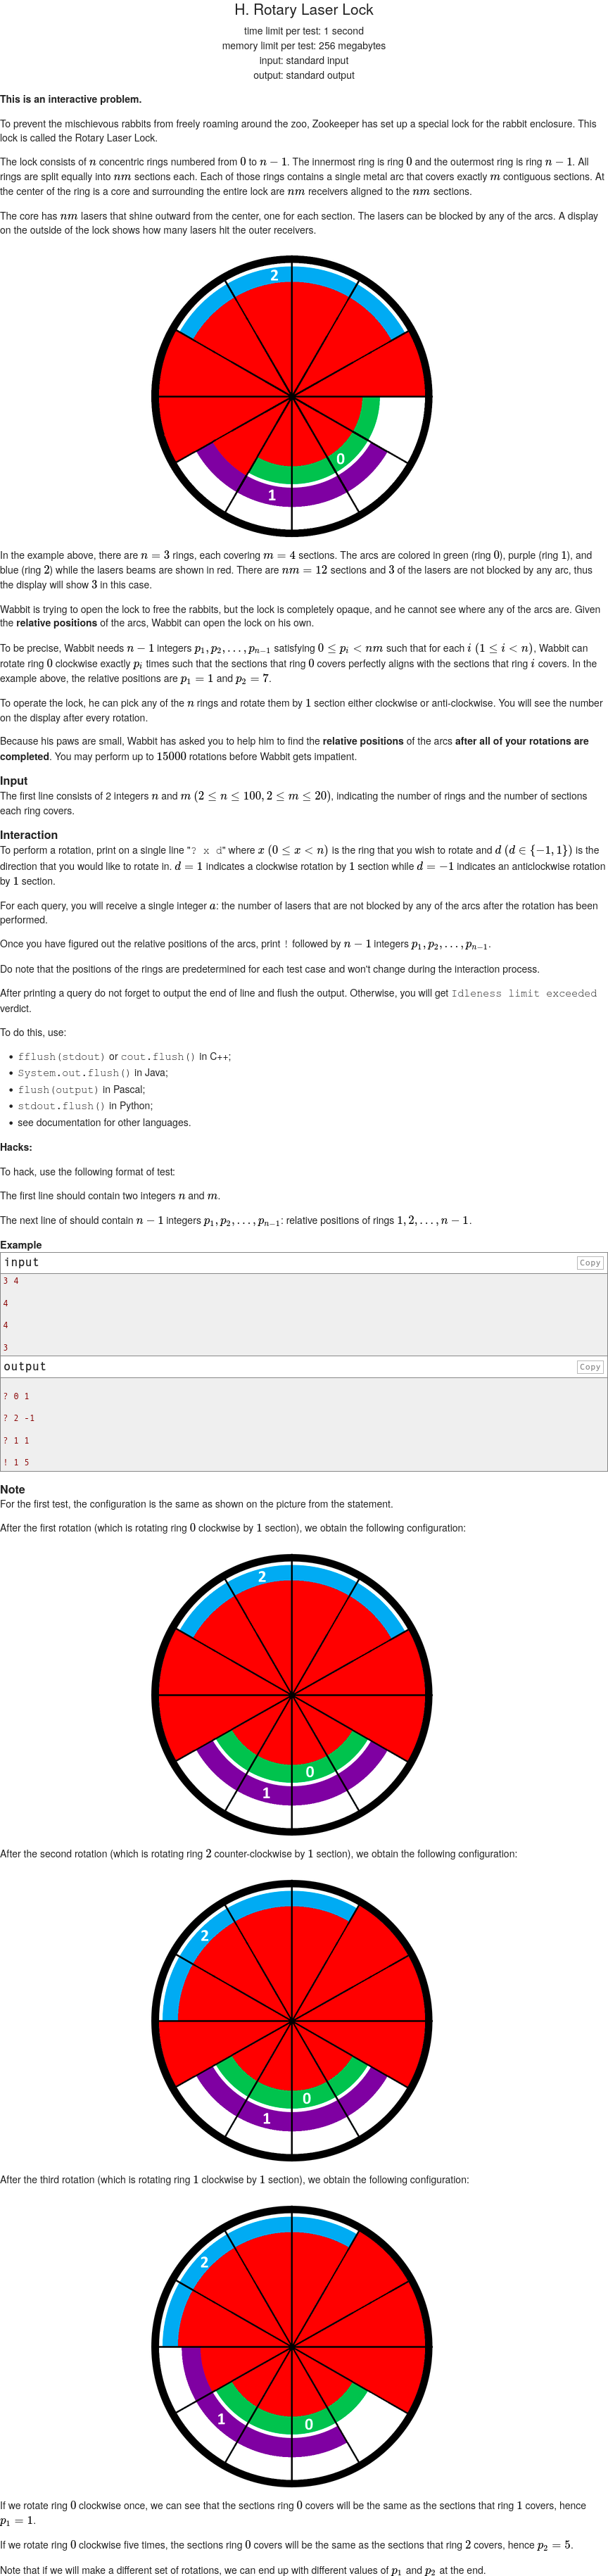 H. Rotary Laser Lock
time limit per test: 1 second
memory limit per test: 256 megabytes
input: standard input
output: standard output
This is an interactive problem.
To prevent the mischievous rabbits from freely roaming around the zoo, Zookeeper has set up a special lock for the rabbit enclosure. This
lock is called the Rotary Laser Lock.
The lock consists of n concentric rings numbered from 0 to n − 1. The innermost ring is ring 0 and the outermost ring is ring n − 1. All
rings are split equally into nm sections each. Each of those rings contains a single metal arc that covers exactly m contiguous sections. At
the center of the ring is a core and surrounding the entire lock are nm receivers aligned to the nm sections.
The core has nm lasers that shine outward from the center, one for each section. The lasers can be blocked by any of the arcs. A display
on the outside of the lock shows how many lasers hit the outer receivers.
2
0
1
In the example above, there are n = 3 rings, each covering m = 4 sections. The arcs are colored in green (ring 0), purple (ring 1), and
blue (ring 2) while the lasers beams are shown in red. There are nm = 12 sections and 3 of the lasers are not blocked by any arc, thus
the display will show 3 in this case.
Wabbit is trying to open the lock to free the rabbits, but the lock is completely opaque, and he cannot see where any of the arcs are. Given
the relative positions of the arcs, Wabbit can open the lock on his own.
To be precise, Wabbit needs n − 1 integers p₁, p₂, …, pₙ₋₁ satisfying 0 ≤ pᵢ < nm such that for each i (1 ≤ i < n), Wabbit can
rotate ring 0 clockwise exactly pᵢ times such that the sections that ring 0 covers perfectly aligns with the sections that ring i covers. In the
example above, the relative positions are p₁ = 1 and p₂ = 7.
To operate the lock, he can pick any of the n rings and rotate them by 1 section either clockwise or anti-clockwise. You will see the number
on the display after every rotation.
Because his paws are small, Wabbit has asked you to help him to find the relative positions of the arcs after all of your rotations are
completed. You may perform up to 15000 rotations before Wabbit gets impatient.
Input
The first line consists of 2 integers n and m (2 ≤ n ≤ 100, 2 ≤ m ≤ 20), indicating the number of rings and the number of sections
each ring covers.
Interaction
To perform a rotation, print on a single line "? x d" where x (0 ≤ x < n) is the ring that you wish to rotate and d (d ∈ {−1, 1}) is the
direction that you would like to rotate in. d = 1 indicates a clockwise rotation by 1 section while d = −1 indicates an anticlockwise rotation
by 1 section.
For each query, you will receive a single integer a: the number of lasers that are not blocked by any of the arcs after the rotation has been
performed.
Once you have figured out the relative positions of the arcs, print ! followed by n − 1 integers p₁, p₂, …, pₙ₋₁.
Do note that the positions of the rings are predetermined for each test case and won't change during the interaction process.
After printing a query do not forget to output the end of line and flush the output. Otherwise, you will get Idleness limit exceeded
verdict.
To do this, use:
• fflush(stdout) or cout.flush() in C++;
• System.out.flush() in Java;
• flush(output) in Pascal;
• stdout.flush() in Python;
• see documentation for other languages.
Hacks:
To hack, use the following format of test:
The first line should contain two integers n and m.
The next line of should contain n − 1 integers p₁, p₂, …, pₙ₋₁: relative positions of rings 1, 2, …, n − 1.
Example
input
Copy
3 4
4
4
3
output
Copy
? 0 1
? 2 -1
? 1 1
! 1 5
Note
For the first test, the configuration is the same as shown on the picture from the statement.
After the first rotation (which is rotating ring 0 clockwise by 1 section), we obtain the following configuration:
2
0
1
After the second rotation (which is rotating ring 2 counter-clockwise by 1 section), we obtain the following configuration:
2
0
1
After the third rotation (which is rotating ring 1 clockwise by 1 section), we obtain the following configuration:
2
0
1
If we rotate ring 0 clockwise once, we can see that the sections ring 0 covers will be the same as the sections that ring 1 covers, hence
p₁ = 1.
If we rotate ring 0 clockwise five times, the sections ring 0 covers will be the same as the sections that ring 2 covers, hence p₂ = 5.
Note that if we will make a different set of rotations, we can end up with different values of p₁ and p₂ at the end.